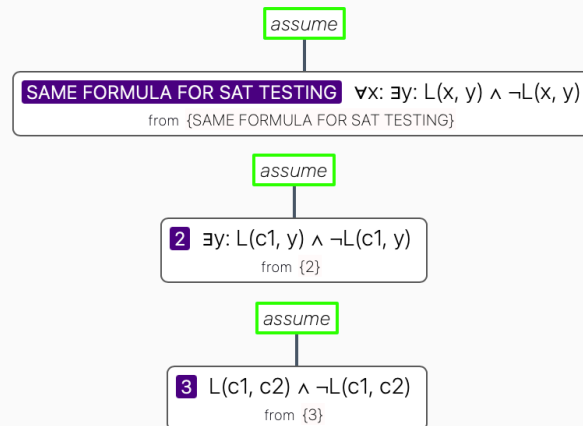 assume
SAME FORMULA FOR SAT TESTING ∀x: ∃y: L(x, y) ∧ ¬L(x, y)
from {SAME FORMULA FOR SAT TESTING}
assume
2 ∃y: L(c1, y) ∧ ¬L(c1, y)
from {2}
assume
3 L(c1, c2) ∧ ¬L(c1, c2)
from {3}